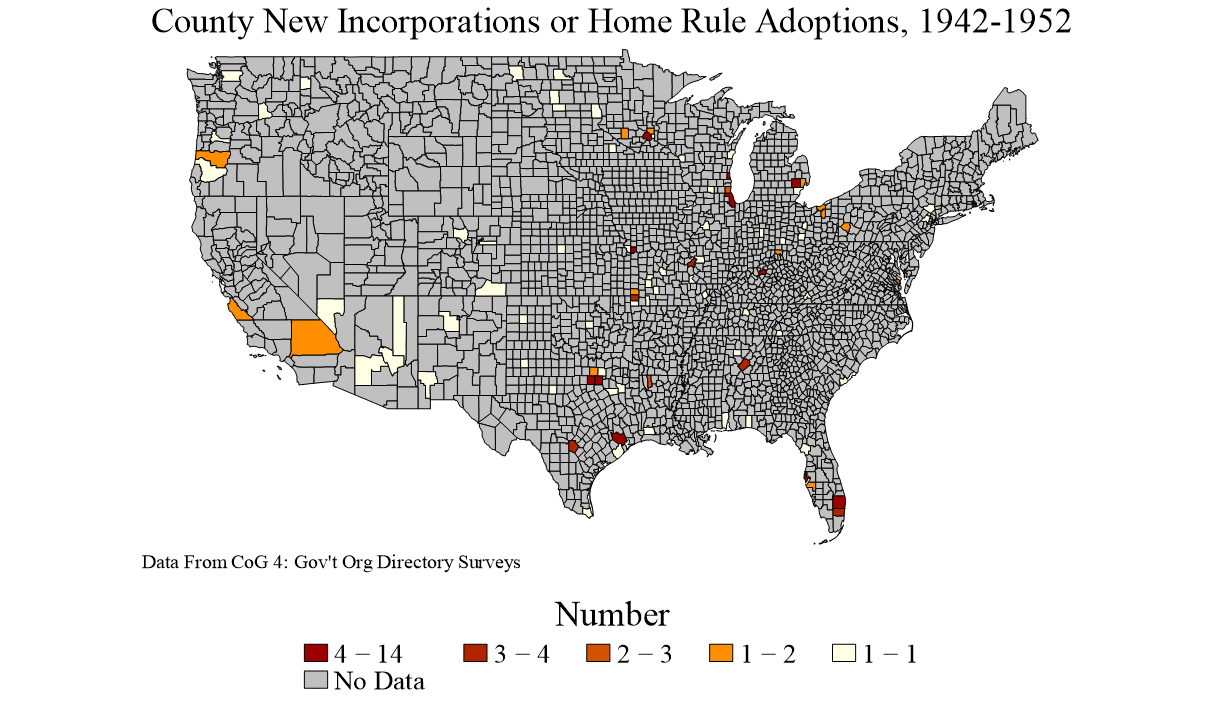 County New Incorporations or Home Rule Adoptions, 1942-1952
Data From CoG 4: Gov't Org Directory Surveys
Number
4 − 14
3 − 4
2 − 3
1 − 2
1 − 1
No Data